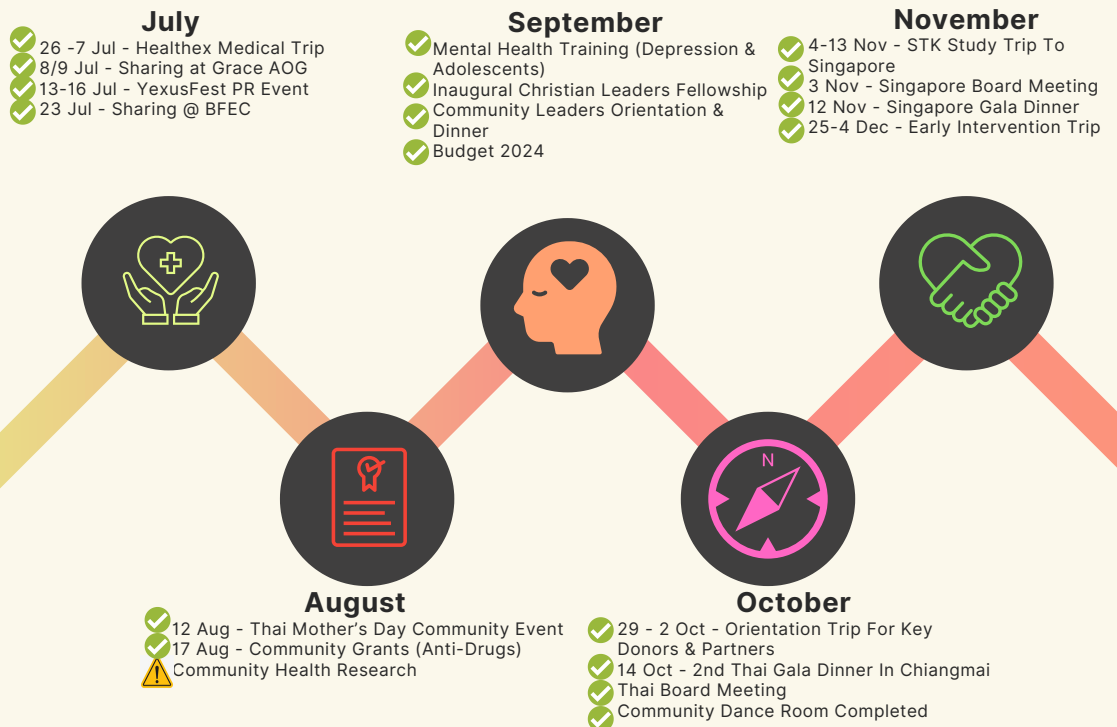 July
26 -7 Jul - Healthex Medical Trip
8/9 Jul - Sharing at Grace AOG
13-16 Jul - YexusFest PR Event
23 Jul - Sharing @ BFEC
September
Mental Health Training (Depression &
Adolescents)
Inaugural Christian Leaders Fellowship
Community Leaders Orientation &
Dinner
Budget 2024
November
4-13 Nov - STK Study Trip To
Singapore
3 Nov - Singapore Board Meeting
12 Nov - Singapore Gala Dinner
25-4 Dec - Early Intervention Trip
N
August
12 Aug - Thai Mother's Day Community Event
17 Aug - Community Grants (Anti-Drugs)
Community Health Research
October
29 - 2 Oct - Orientation Trip For Key
Donors & Partners
14 Oct - 2nd Thai Gala Dinner In Chiangmai
Thai Board Meeting
Community Dance Room Completed